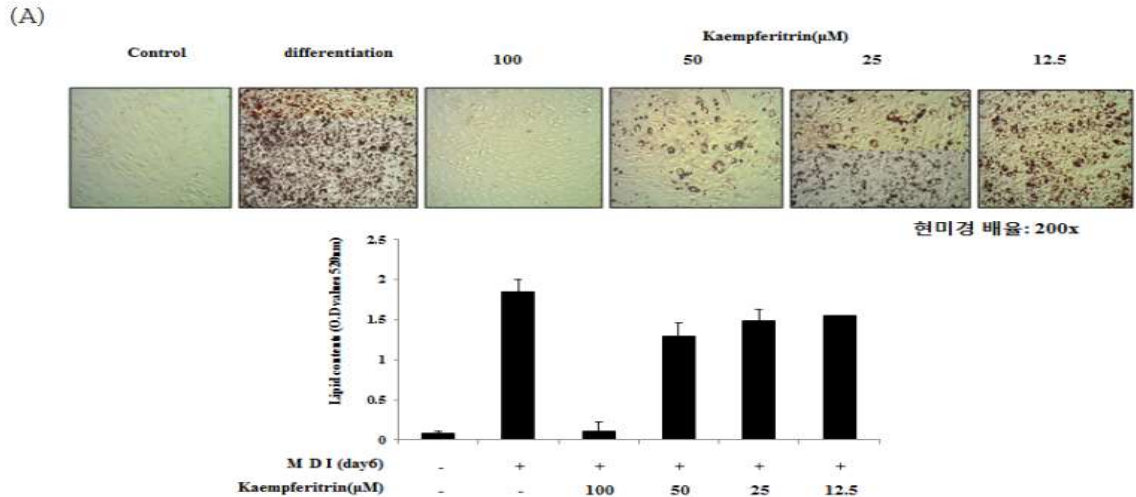 (A)
Kaempferitrin(μM)
Control differentiation 100 50 25 12.5
현미경 배율: 200x
Lipid contents (O.D values 520nm)
2.5
2
1.5
1
0.5
0
M D I (day6) - + + + + +
Kaempferitrin(μM) - - 100 50 25 12.5